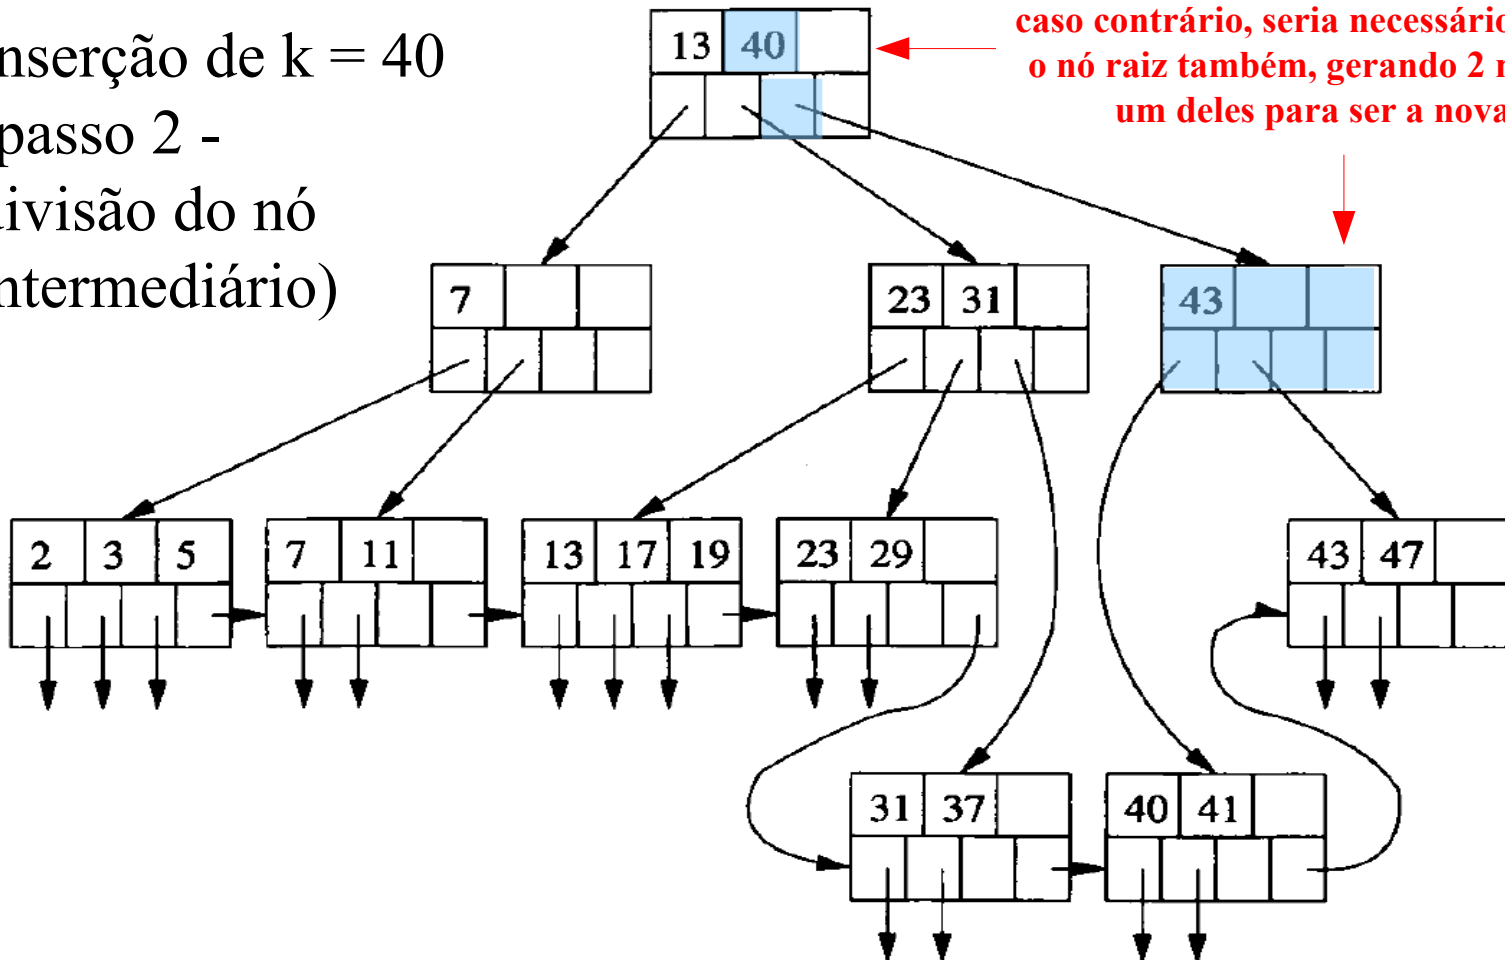 nserção de k = 40
passo 2 -
divisão do nó
ntermediário)
caso contrário, seria necessário
o nó raiz também, gerando 2
um deles para ser a nova
13 40
7
23 31
43
2 3 5
7 11
13 17 19
23 29
43 47
31 37
40 41